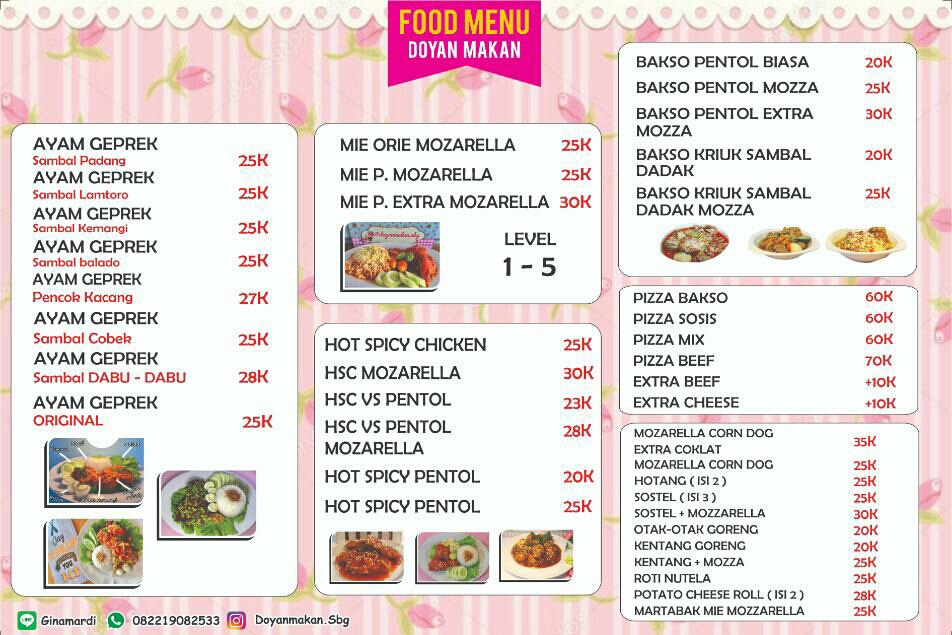 FOOD MENU
DOYAN MAKAN
AYAM GEPREK
Sambal Padang 25K
AYAM GEPREK
Sambal Lamtoro 25K
AYAM GEPREK
Sambal Kemangi 25K
AYAM GEPREK
Sambal balado 25K
AYAM GEPREK
Pencok Kacang 27K
AYAM GEPREK
Sambal Cobek 25K
AYAM GEPREK
Sambal DABU - DABU 28K
AYAM GEPREK
ORIGINAL 25K
MIE ORIE MOZARELLA 25K
MIE P. MOZARELLA 25K
MIE P. EXTRA MOZARELLA 30K
@doyanmakan.sbg
LEVEL
1 - 5
HOT SPICY CHICKEN 25K
HSC MOZARELLA 30K
HSC VS PENTOL 23K
HSC VS PENTOL 28K
MOZARELLA
HOT SPICY PENTOL 20K
HOT SPICY PENTOL 25K
BAKSO PENTOL BIASA 20K
BAKSO PENTOL MOZZA 25K
BAKSO PENTOL EXTRA 30K
MOZZA
BAKSO KRIUK SAMBAL 20K
DADAK
BAKSO KRIUK SAMBAL 25K
DADAK MOZZA
PIZZA BAKSO 60K
PIZZA SOSIS 60K
PIZZA MIX 60K
PIZZA BEEF 70K
EXTRA BEEF +10K
EXTRA CHEESE +10K
MOZARELLA CORN DOG 35K
EXTRA COKLAT
MOZARELLA CORN DOG 25K
HOTANG ( ISI 2 ) 25K
SOSTEL ( ISI 3 ) 25K
SOSTEL + MOZZARELLA 30K
OTAK-OTAK GORENG 20K
KENTANG GORENG 20K
KENTANG + MOZZA 25K
ROTI NUTELA 25K
POTATO CHEESE ROLL ( ISI 2 ) 28K
MARTABAK MIE MOZZARELLA 25K
LINE Ginamardi 082219082533 Doyanmakan.Sbg